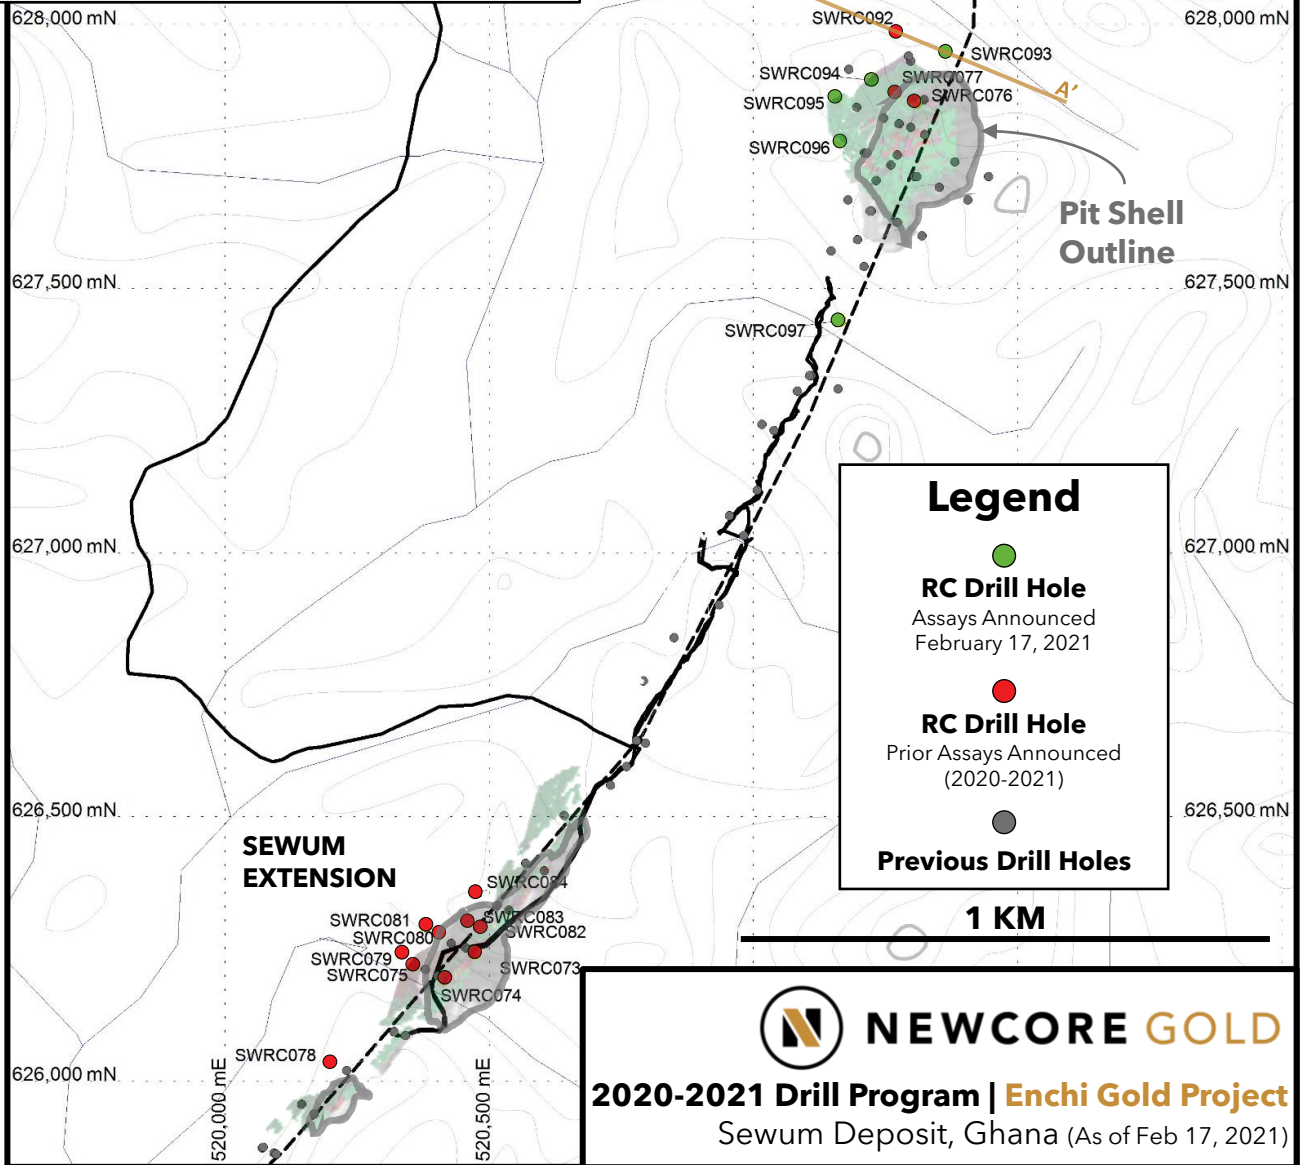 628,000 mN
SWRC092
628,000 mN
SWRC093
SWRC094
SWRC077
SWRC095
SWRC076
A'
SWRC096
Pit Shell
Outline
627,500 mN
627,500 mN
SWRC097
Legend
RC Drill Hole
Assays Announced
February 17, 2021
RC Drill Hole
Prior Assays Announced
(2020-2021)
Previous Drill Holes
627,000 mN
627,000 mN
626,500 mN
626,500 mN
SEWUM
EXTENSION
SWRC084
SWRC081
SWRC083
SWRC080
SWRC082
SWRC079
SWRC075
SWRC073
SWRC074
SWRC078
626,000 mN
520,000 mE
520,500 mE
1 KM
NEWCORE GOLD
2020-2021 Drill Program | Enchi Gold Project
Sewum Deposit, Ghana (As of Feb 17, 2021)